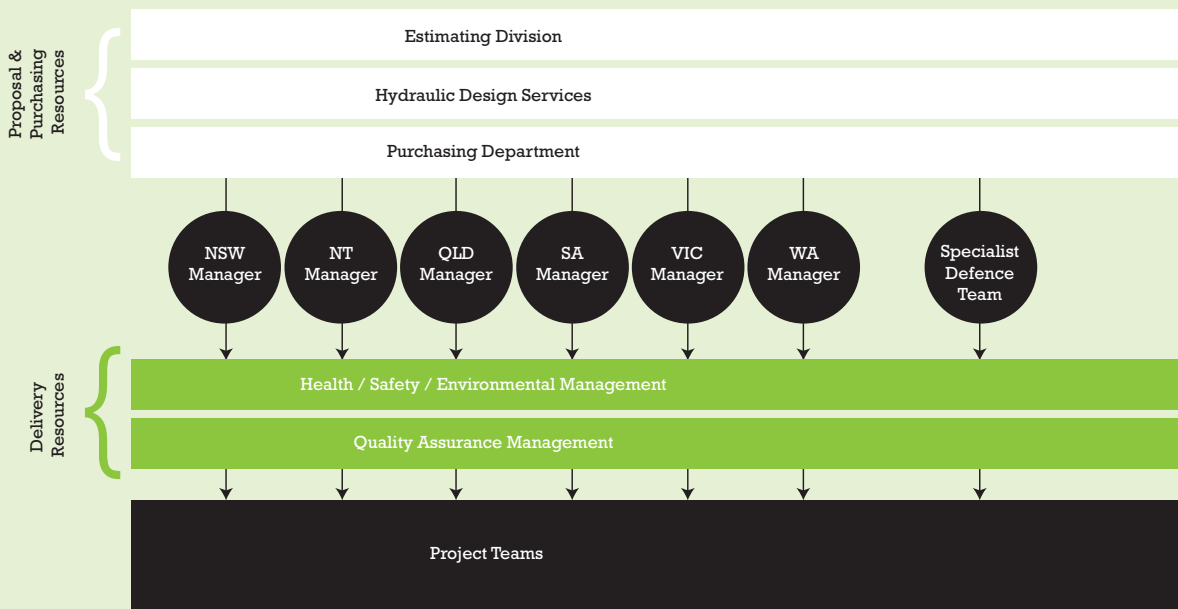 Proposal &
Purchasing
Resources
Estimating Division
Hydraulic Design Services
Purchasing Department
NSW
Manager
NT
Manager
QLD
Manager
SA
Manager
VIC
Manager
WA
Manager
Specialist
Defence
Team
Delivery
Resources
Health / Safety / Environmental Management
Quality Assurance Management
Project Teams